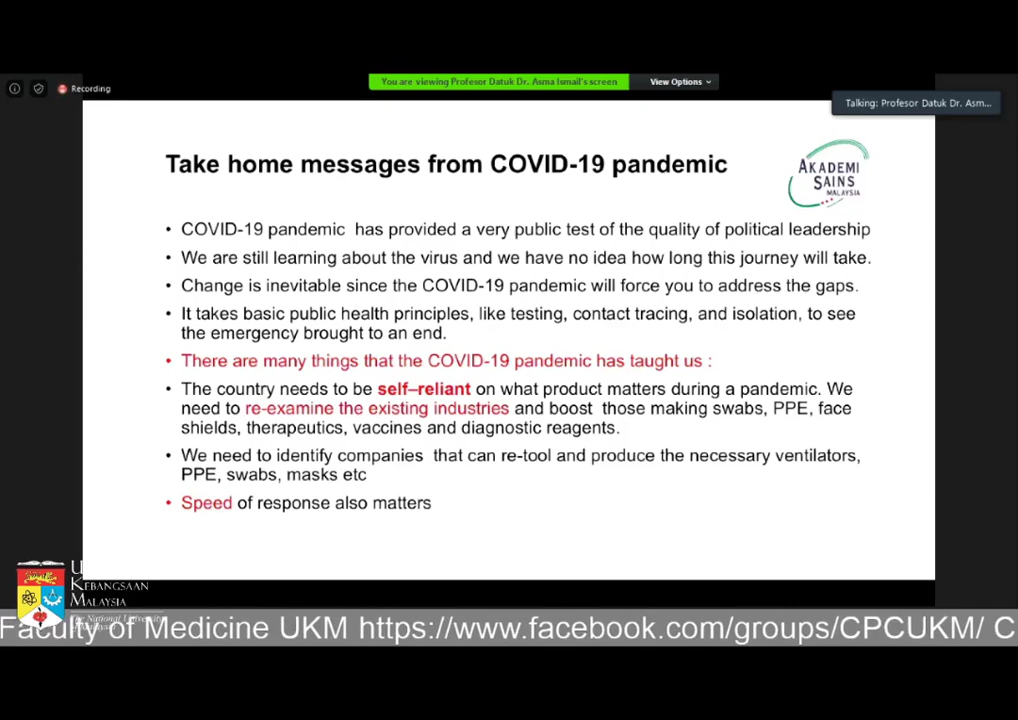 You are viewing Profesor Datuk Dr. Asma Ismail's screen
View Options
Recording
Talking: Profesor Datuk Dr. Asm...
Take home messages from COVID-19 pandemic
AKADEMI
SAINS
MALAYSIA
• COVID-19 pandemic has provided a very public test of the quality of political leadership
• We are still learning about the virus and we have no idea how long this journey will take.
• Change is inevitable since the COVID-19 pandemic will force you to address the gaps.
• It takes basic public health principles, like testing, contact tracing, and isolation, to see
the emergency brought to an end.
• There are many things that the COVID-19 pandemic has taught us :
• The country needs to be self–reliant on what product matters during a pandemic. We
need to re-examine the existing industries and boost those making swabs, PPE, face
shields, therapeutics, vaccines and diagnostic reagents.
• We need to identify companies that can re-tool and produce the necessary ventilators,
PPE, swabs, masks etc
• Speed of response also matters
U
KEBANGSAAN
MALAYSIA
The National University
Faculty of Medicine UKM https://www.facebook.com/groups/CPCUKM/ C